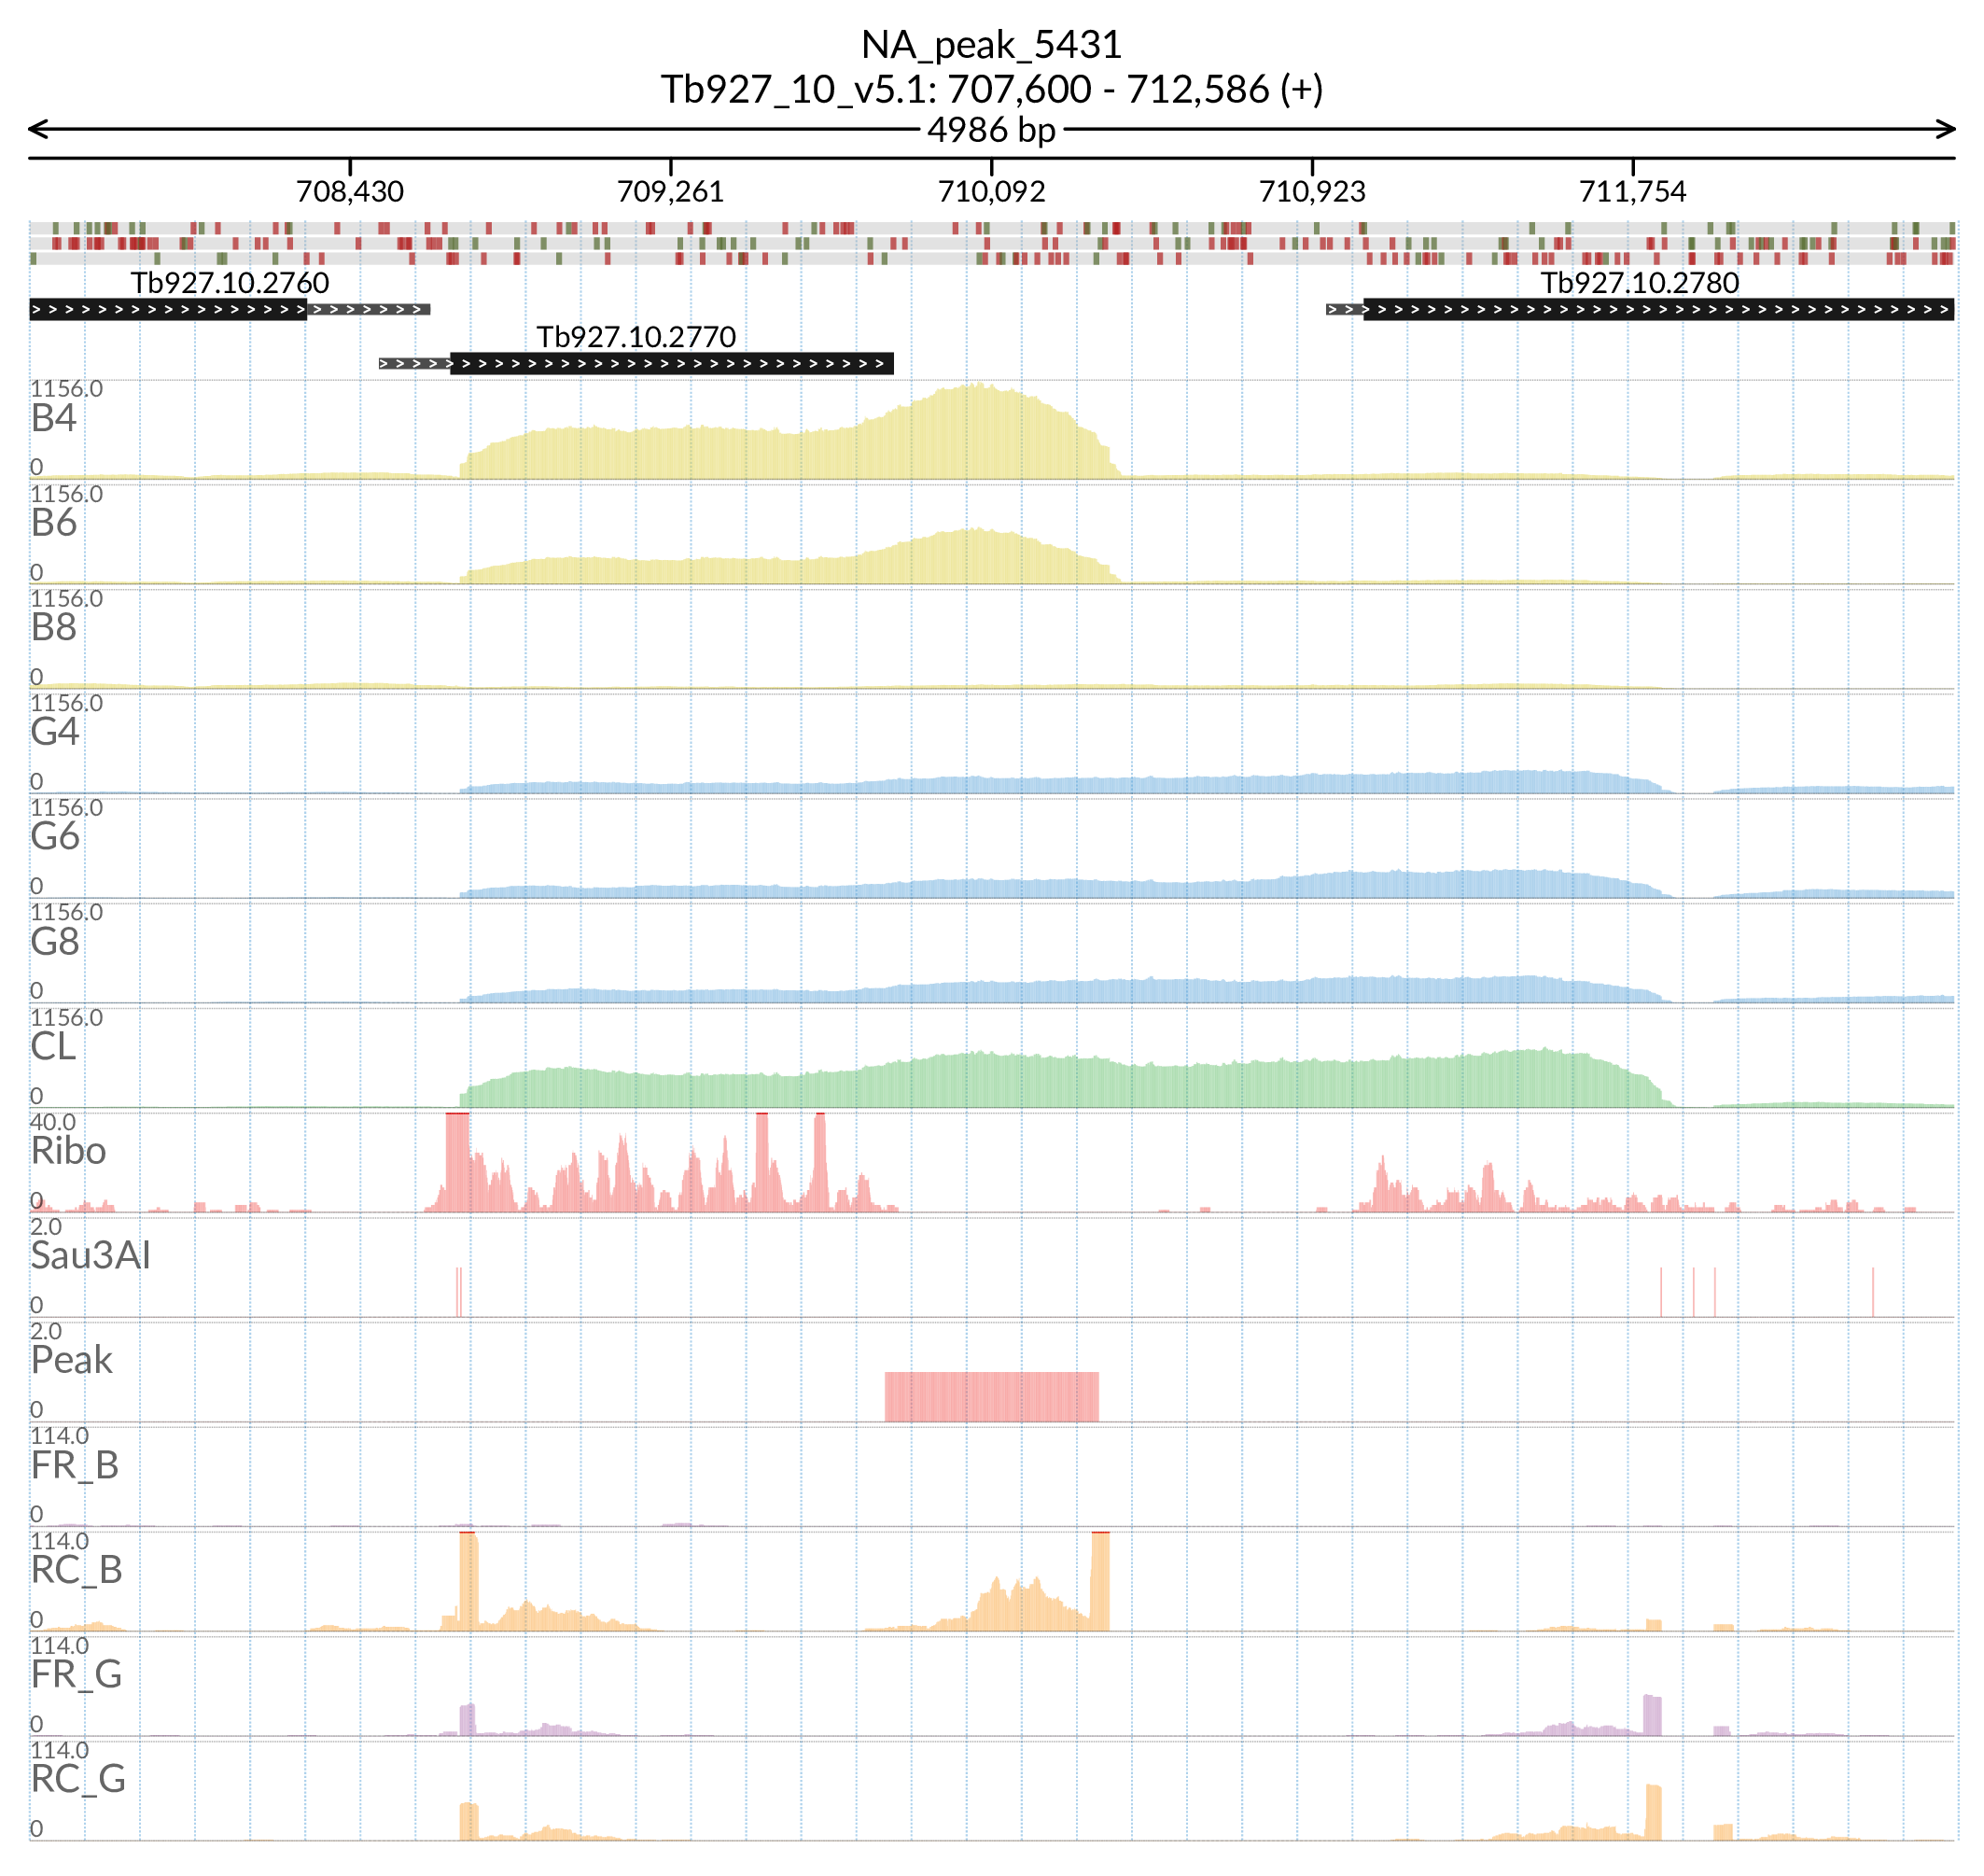 NA_peak_5431
Tb927_10_v5.1: 707,600 - 712,586 (+)
4986 bp
708,430 709,261 710,092 710,923 711,754
Tb927.10.2760 Tb927.10.2780
Tb927.10.2770
1156.0
B4
0
1156.0
B6
0
1156.0
B8
0
1156.0
G4
0
1156.0
G6
0
1156.0
G8
0
1156.0
CL
0
40.0
Ribo
0
2.0
Sau3AI
0
2.0
Peak
0
114.0
FR_B
0
114.0
RC_B
0
114.0
FR_G
0
114.0
RC_G
0